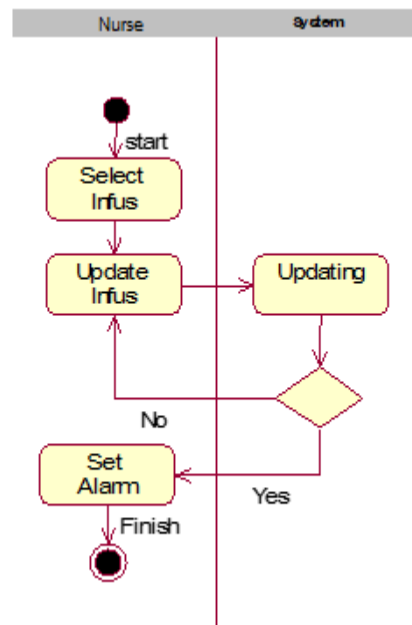 Nurse
System
start
Select
Infus
Update
Infus
Updating
No
Set
Alarm
Yes
Finish